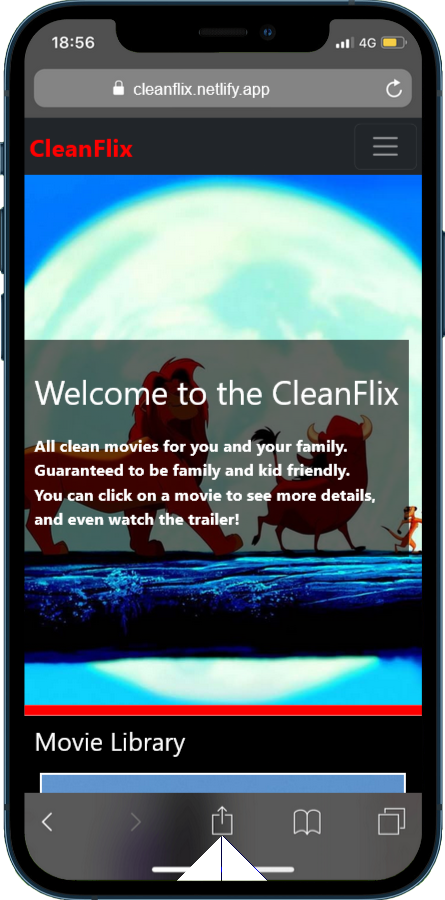 18:56
4G
cleanflix.netlify.app
CleanFlix
Welcome to the CleanFlix
All clean movies for you and your family.
Guaranteed to be family and kid friendly.
You can click on a movie to see more details,
and even watch the trailer!
Movie Library